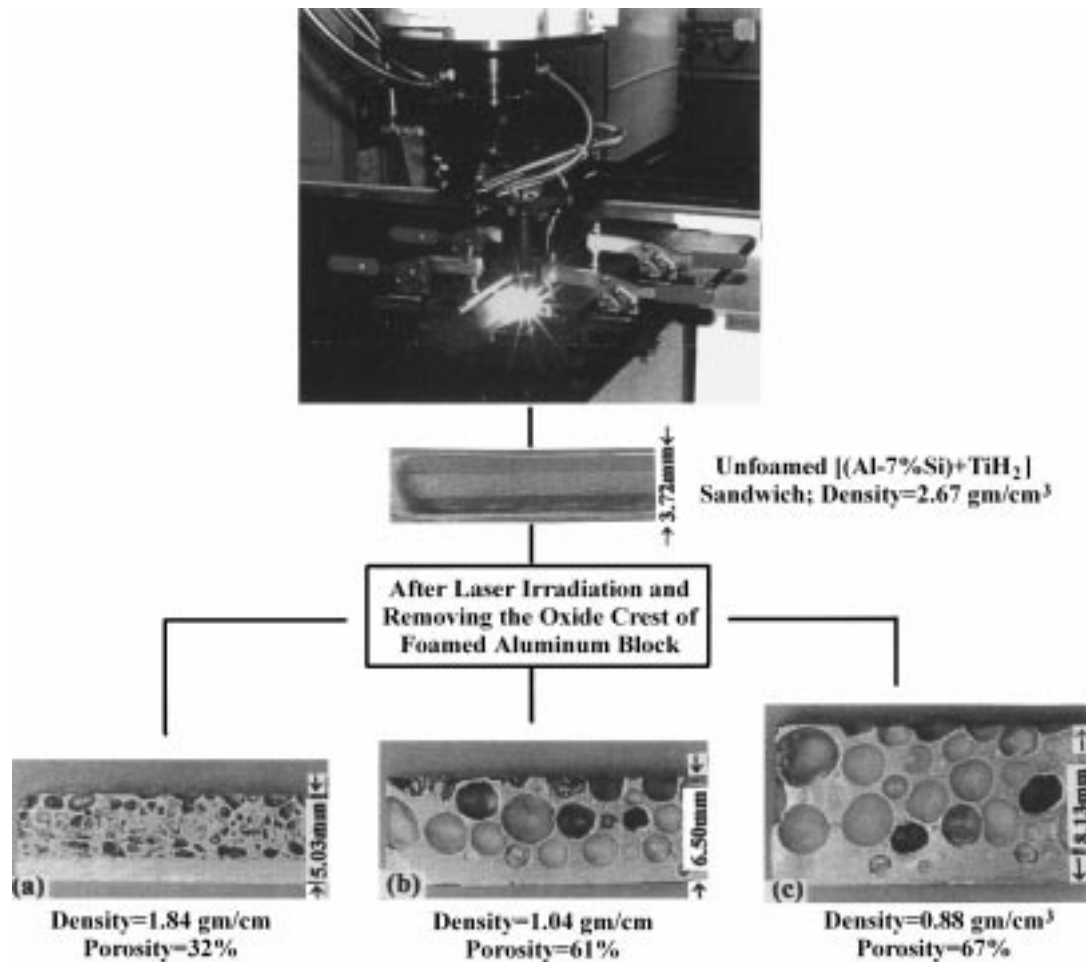 →3.72mm←
Unfoamed [(Al-7%Si)+TiH₂]
Sandwich; Density=2.67 gm/cm³
After Laser Irradiation and
Removing the Oxide Crest of
Foamed Aluminum Block
(a)
→5.03mm←
(b)
→6.50mm←
(c)
←8.13mm→
Density=1.84 gm/cm
Porosity=32%
Density=1.04 gm/cm
Porosity=61%
Density=0.88 gm/cm³
Porosity=67%